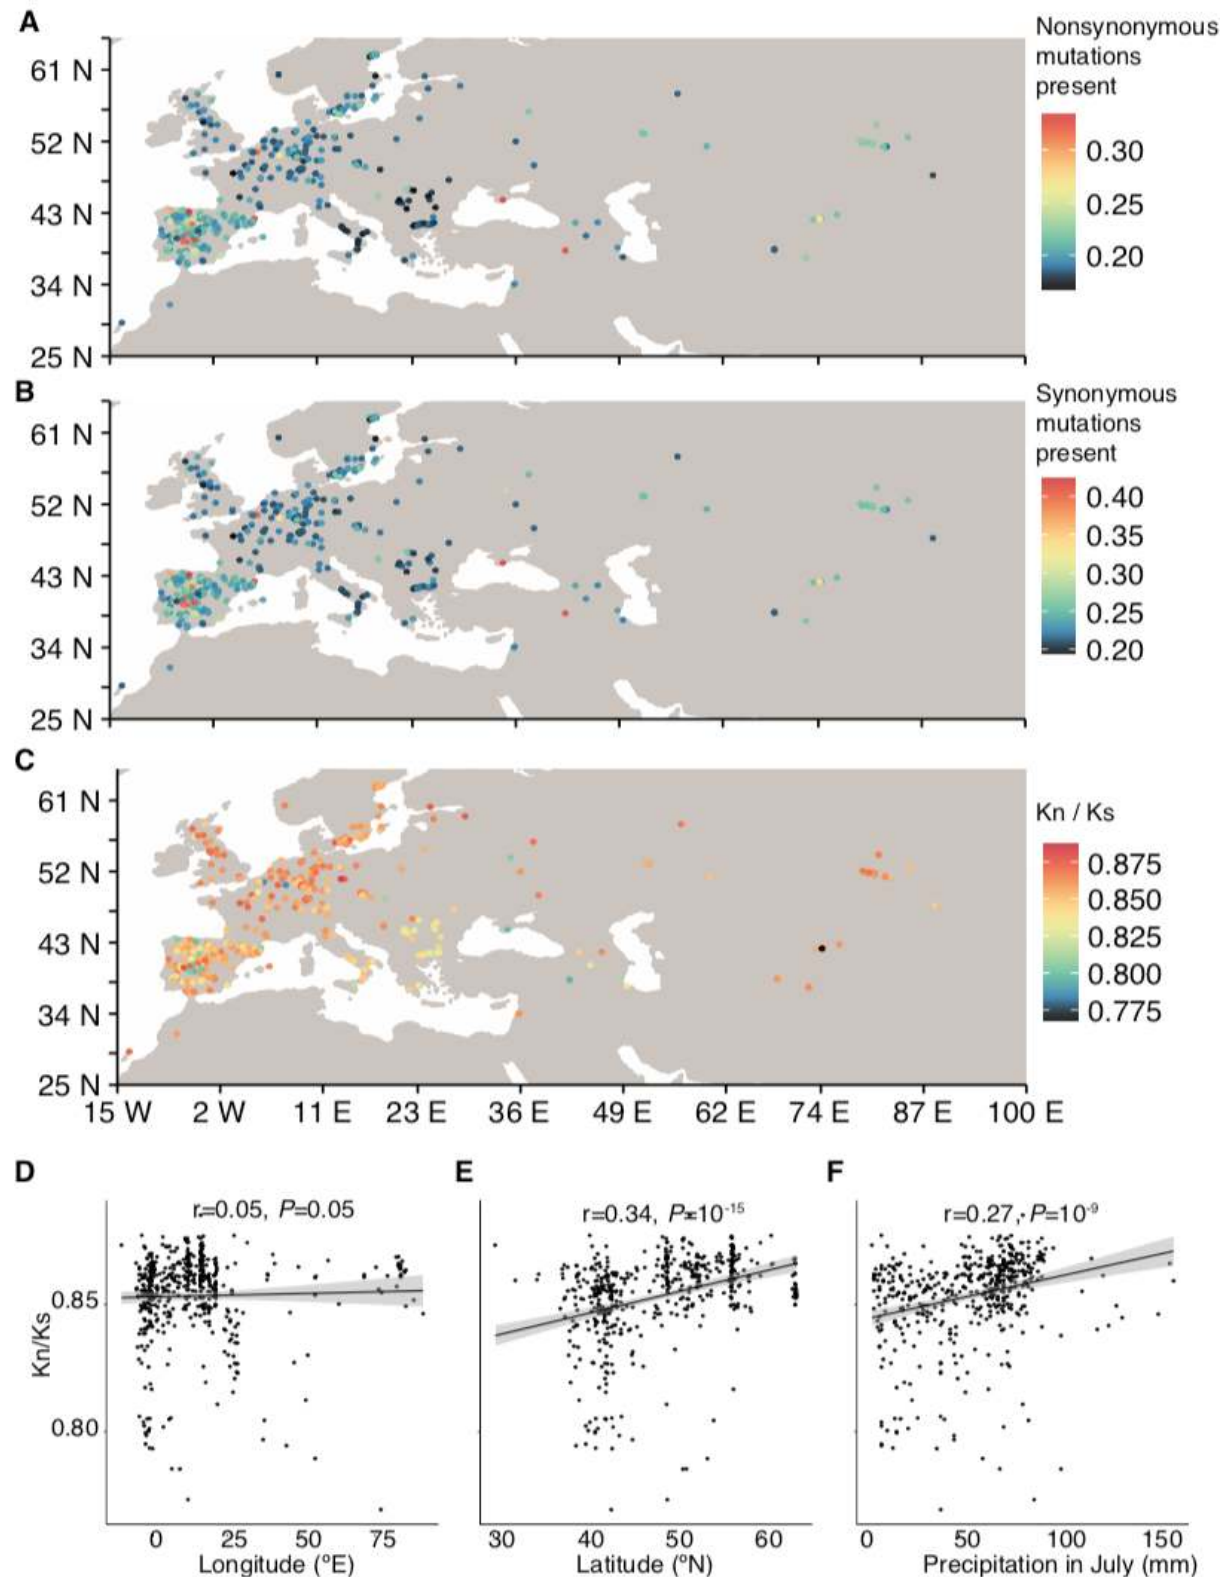 A
Nonsynonymous
mutations
present
61 N
52 N
43 N
34 N
25 N
0.30
0.25
0.20
B
Synonymous
mutations
present
61 N
52 N
43 N
34 N
25 N
0.40
0.35
0.30
0.25
0.20
C
Kn / Ks
61 N
52 N
43 N
34 N
25 N
0.875
0.850
0.825
0.800
0.775
15 W 2 W 11 E 23 E 36 E 49 E 62 E 74 E 87 E 100 E
D
r=0.05, P=0.05
Kn/Ks
0.85
0.80
0 25 50 75
Longitude (°E)
E
r=0.34, P=10-15
30 40 50 60
Latitude (°N)
F
r=0.27, P=10-9
0 50 100 150
Precipitation in July (mm)